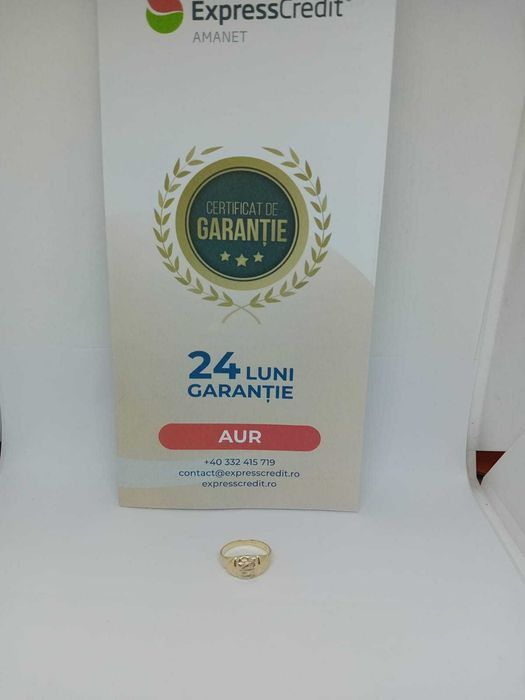 ExpressCredit
AMANET
CERTIFICAT DE
GARANȚIE
24 LUNI
GARANȚIE
AUR
+40 332 415 719
contact@expresscredit.ro
expresscredit.ro